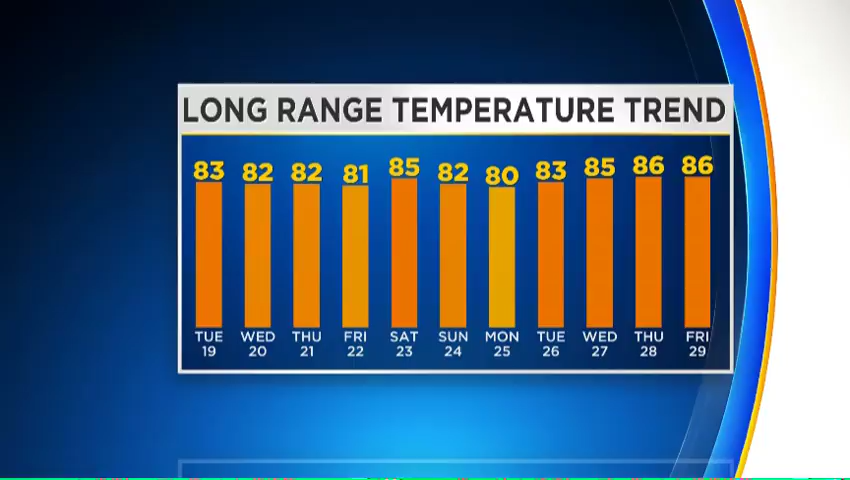 LONG RANGE TEMPERATURE TREND
83 82 82 81 85 82 80 83 85 86 86
TUE WED THU FRI SAT SUN MON TUE WED THU FRI
19 20 21 22 23 24 25 26 27 28 29